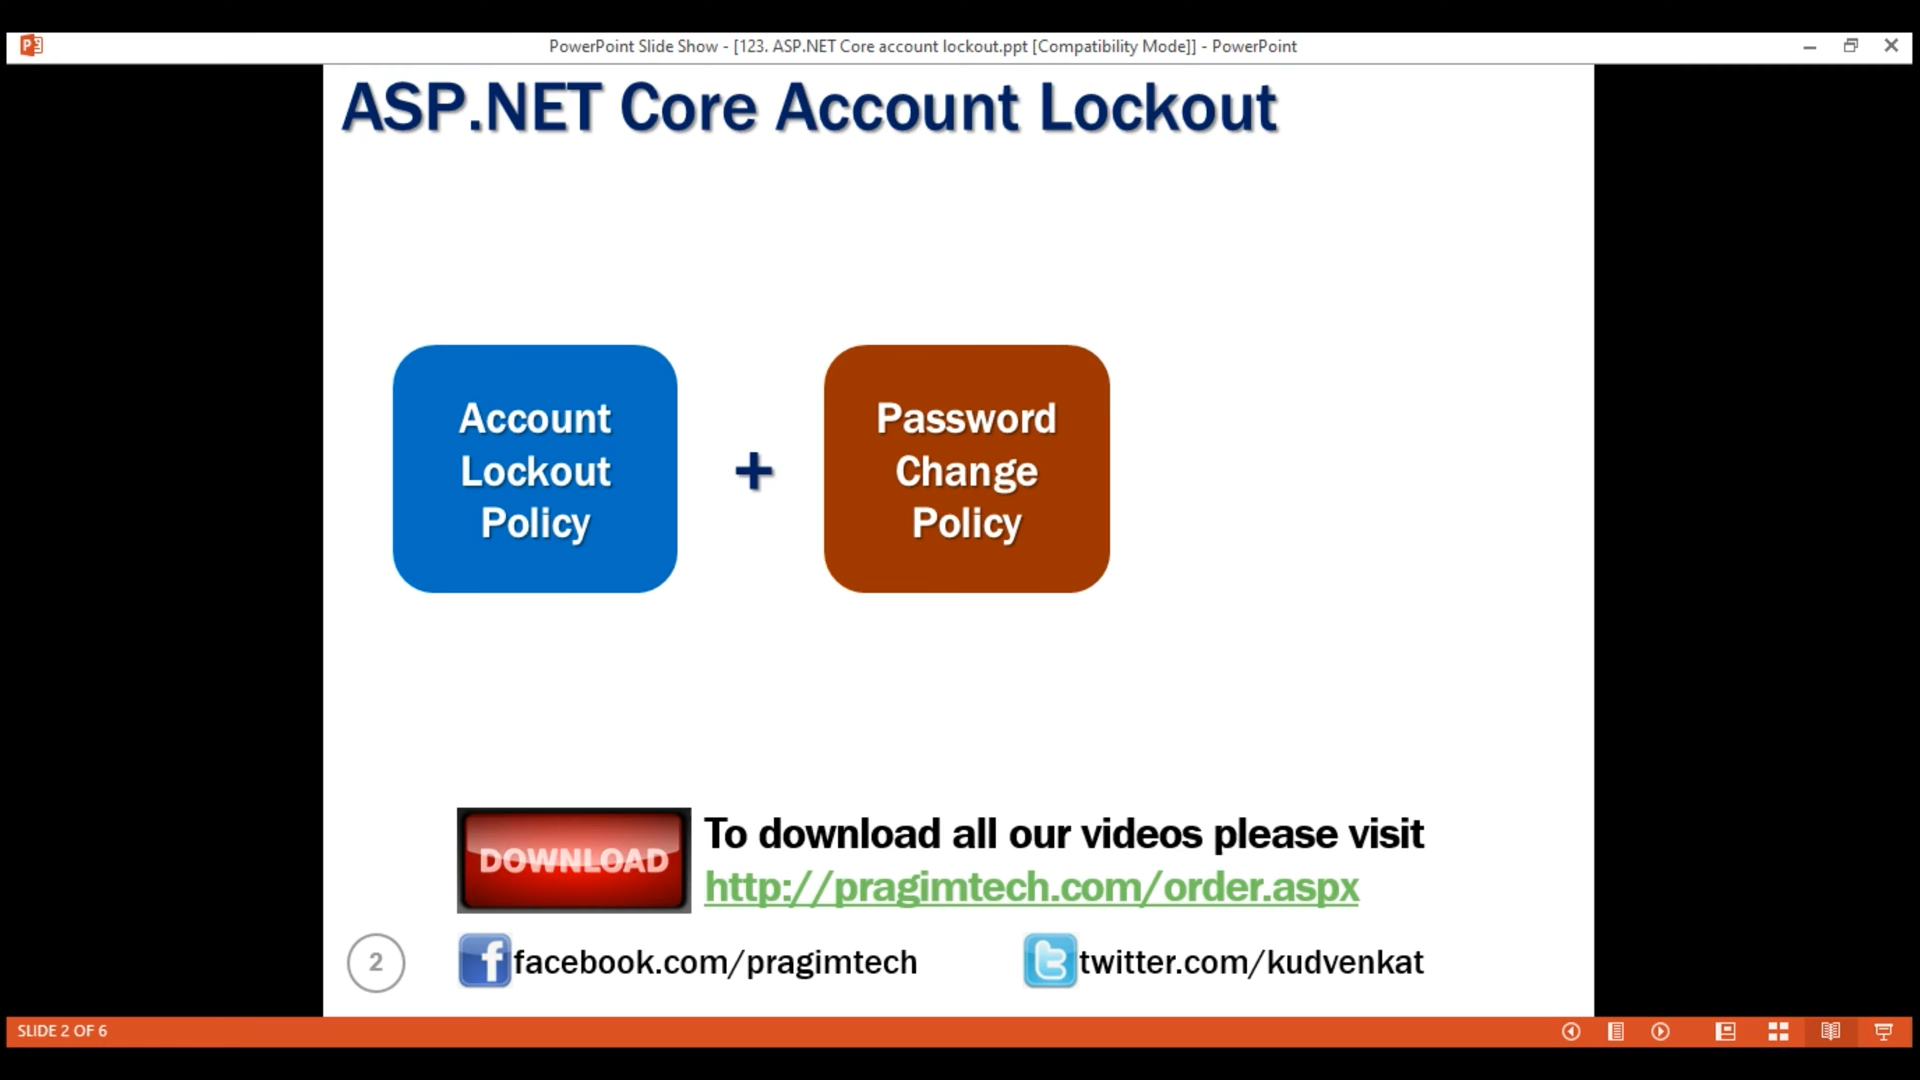 PowerPoint Slide Show - [123. ASP.NET Core account lockout.ppt [Compatibility Mode]] - PowerPoint
ASP.NET Core Account Lockout
Account
Lockout
Policy
+
Password
Change
Policy
DOWNLOAD
To download all our videos please visit
http://pragimtech.com/order.aspx
2
facebook.com/pragimtech
twitter.com/kudvenkat
SLIDE 2 OF 6